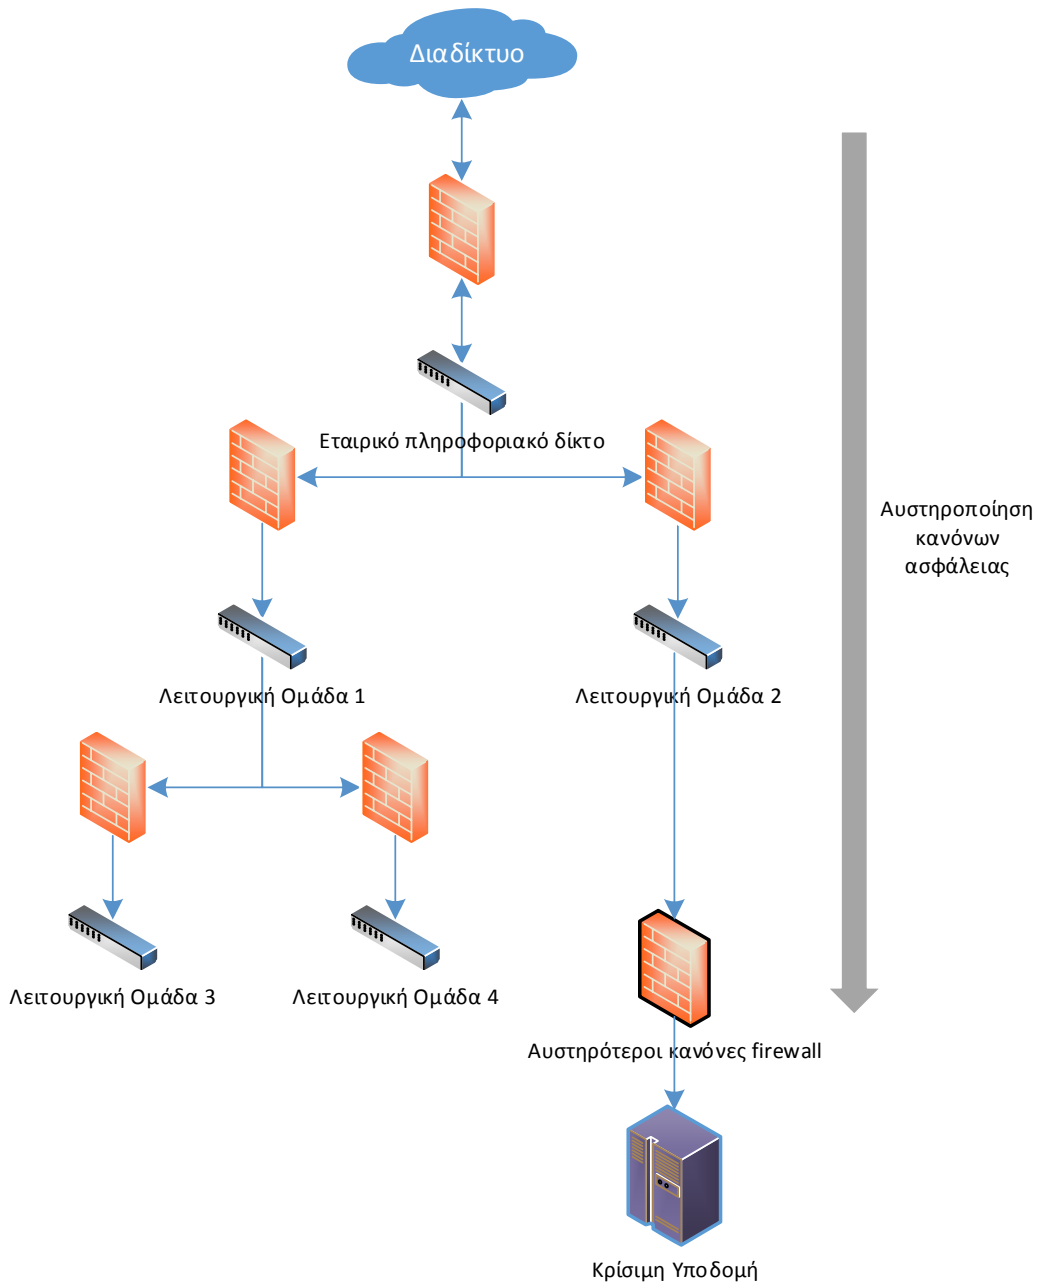 Διαδίκτυο
Εταιρικό πληροφοριακό δίκτο
Αυστηροποίηση
κανόνων
ασφάλειας
Λειτουργική Ομάδα 1
Λειτουργική Ομάδα 2
Λειτουργική Ομάδα 3
Λειτουργική Ομάδα 4
Αυστηρότεροι κανόνες firewall
Κρίσιμη Υποδομή